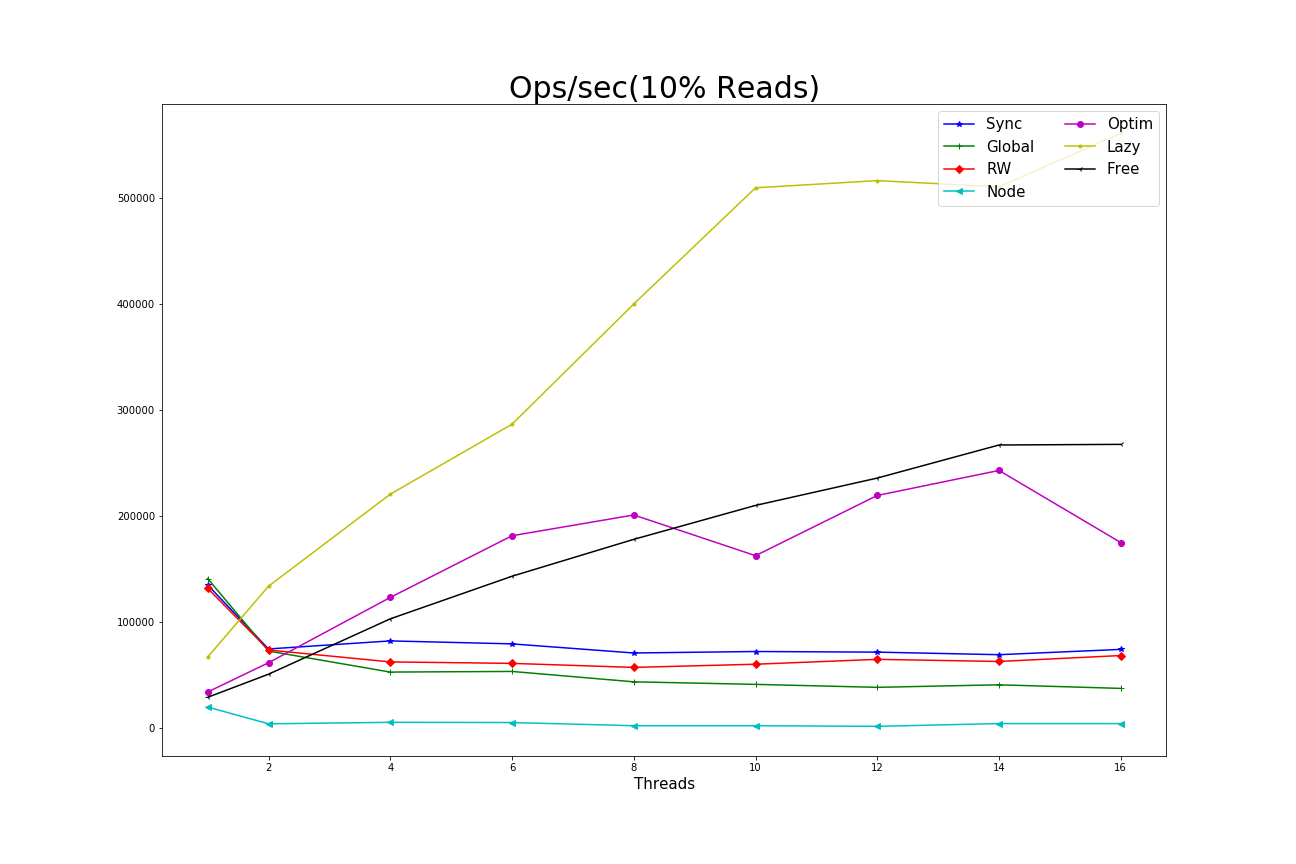 Ops/sec(10% Reads)
Sync
Global
RW
Node
Optim
Lazy
Free
500000
400000
300000
200000
100000
0
2 4 6 8 10 12 14 16
Threads